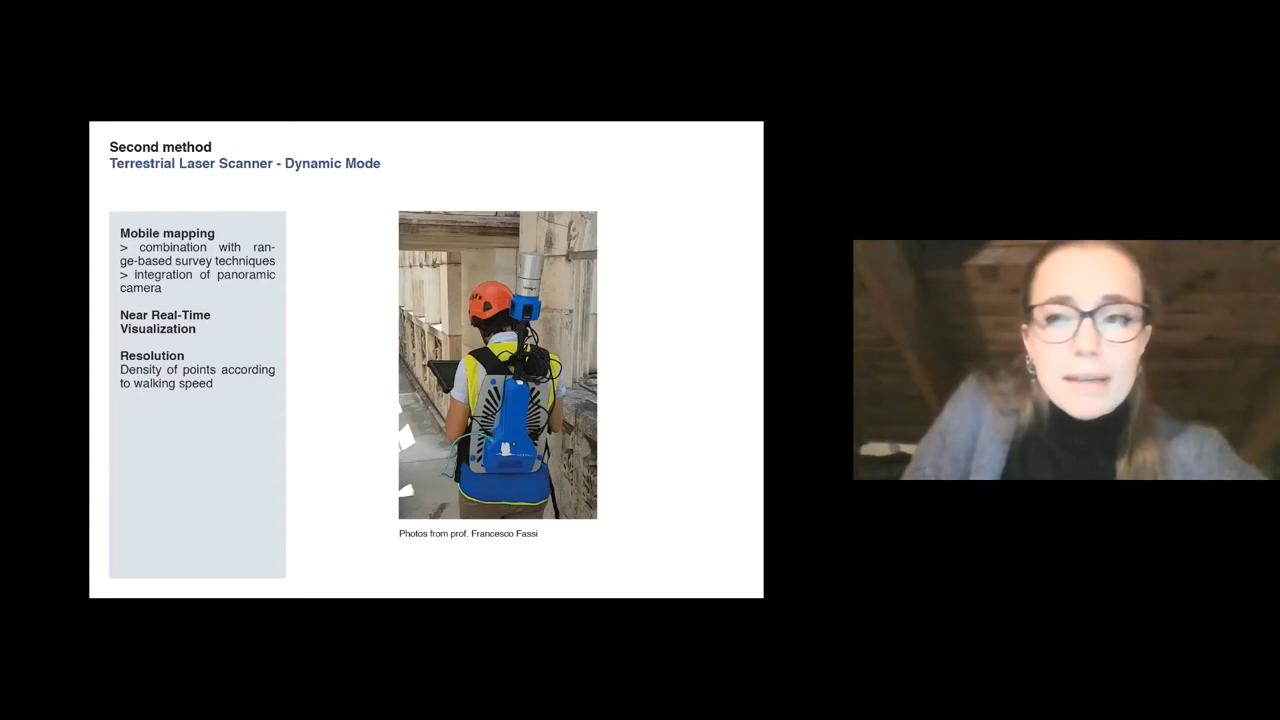 Second method
Terrestrial Laser Scanner - Dynamic Mode
Mobile mapping
> combination with ran-
ge-based survey techniques
> integration of panoramic
camera
Near Real-Time
Visualization
Resolution
Density of points according
to walking speed
Photos from prof. Francesco Fassi